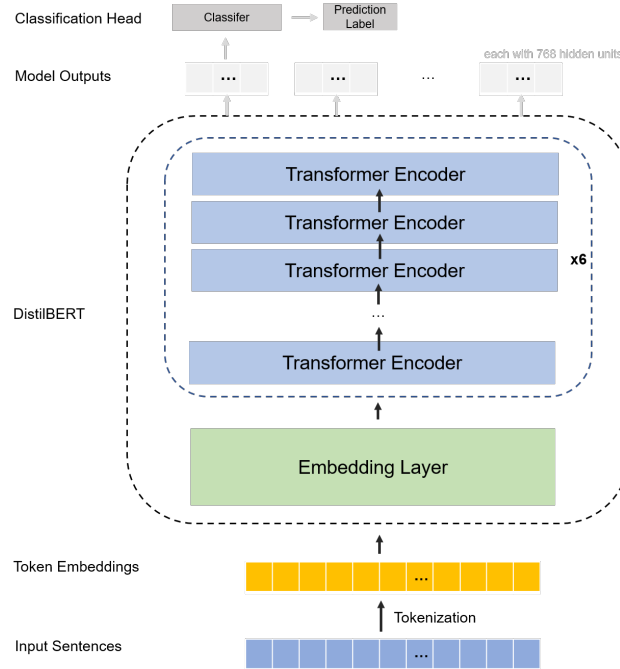 Classification Head
Classifer
Prediction
Label
each with 768 hidden units
Model Outputs
...
...
...
...
Transformer Encoder
Transformer Encoder
Transformer Encoder
x6
DistilBERT
...
Transformer Encoder
Embedding Layer
Token Embeddings
...
Tokenization
Input Sentences
...